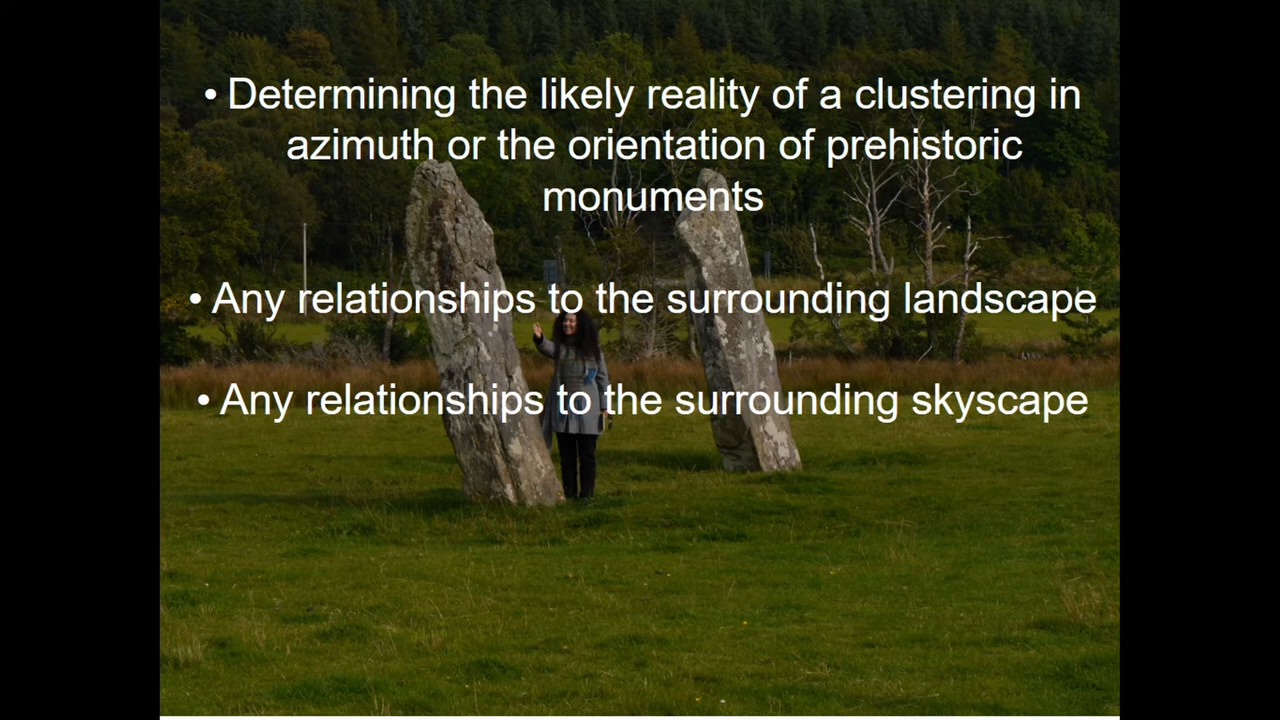 • Determining the likely reality of a clustering in
azimuth or the orientation of prehistoric
monuments
• Any relationships to the surrounding landscape
• Any relationships to the surrounding skyscape